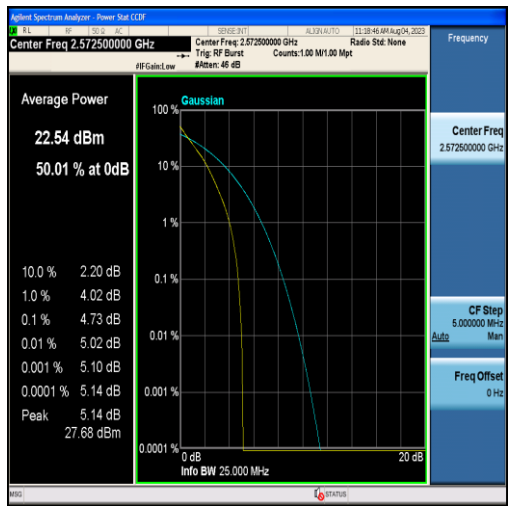 Agilent Spectrum Analyzer - Power Stat CCDF
RL RF 50 Ω AC SENSE:INT ALIGN AUTO 11:18:46 AM Aug 04, 2023
Center Freq 2.572500000 GHz
Center Freq: 2.572500000 GHz Radio Std: None
Trig: RF Burst Counts:1.00 M/1.00 Mpt
#IFGain:Low #Atten: 46 dB
Frequency
Average Power
22.54 dBm
50.01 % at 0dB
10.0 % 2.20 dB
1.0 % 4.02 dB
0.1 % 4.73 dB
0.01 % 5.02 dB
0.001 % 5.10 dB
0.0001 % 5.14 dB
Peak 5.14 dB
27.68 dBm
Gaussian
100 %
10 %
1 %
0.1 %
0.01 %
0.001 %
0.0001 %
0 dB 20 dB
Info BW 25.000 MHz
Center Freq
2.572500000 GHz
CF Step
5.000000 MHz
Auto Man
Freq Offset
0 Hz
MSG STATUS